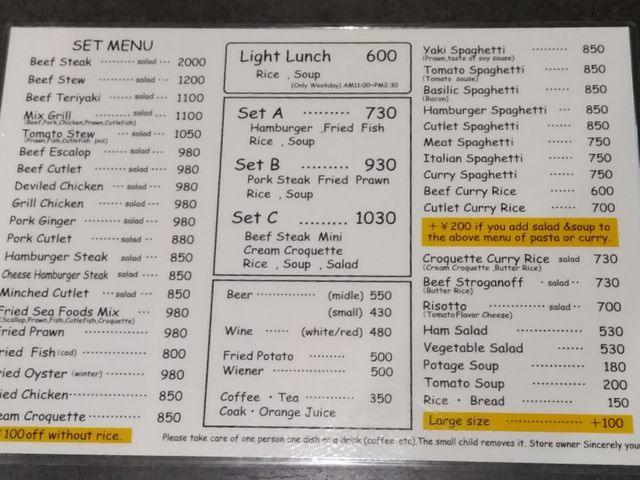 SET MENU
Beef Steak ········ salad ··· 2000
Beef Stew ········ salad ··· 1200
Beef Teriyaki ····· salad ··· 1100
Mix Grill ········ salad ··· 1100
(Beef,Pork,Chicken,Prawn,Cutlefish)
Tomato Stew ······ salad ···· 1050
(Prawn,Fish,Cutlefish pot)
Beef Escalop ····· salad ··· 980
Beef Cutlet ····· salad ···· 980
Deviled Chicken ··· salad ··· 980
Grill Chicken ····· salad ··· 980
Pork Ginger ······ salad ·· 980
Pork Cutlet ······ salad ·· 880
Hamburger Steak salad ··· 850
Cheese Hamburger Steak salad ··· 850
Minched Cutlet ·· salad ··· 850
Fried Sea Foods Mix ··· 980
(Scallop,Prawn,Fish,Cutlefish,Croquette)
Fried Prawn ············ 980
Fried Fish(cod) ········ 800
Fried Oyster (winter) ······· 980
Fried Chicken ··········· 850
Cream Croquette ··········· 850
¥100off without rice.
Light Lunch 600
Rice , Soup
(Only Weekday) AM11:00~PM2:30
Set A ········ 730
Hamburger ,Fried Fish
Rice , Soup
Set B ········· 930
Pork Steak Fried Prawn
Rice , Soup
Set C ········· 1030
Beef Steak Mini
Cream Croquette
Rice , Soup , Salad
Beer ············ (midle) 550
(small) 430
Wine ······ (white/red) 480
Fried Potato ········· 500
Wiener ············ 500
Coffee · Tea ·········· 350
Coak · Orange Juice
Yaki Spaghetti ········· 850
(Prawn,taste of soy sause)
Tomato Spaghetti ······ 850
(Tomato sause)
Basilic Spaghetti ······ 850
(Bacon)
Hamburger Spaghetti ··· 850
Cutlet Spaghetti ······ 850
Meat Spaghetti ······ 750
Italian Spaghetti ······ 750
Curry Spaghetti ······ 750
Beef Curry Rice ······ 600
Cutlet Curry Rice ······ 700
+ ¥200 if you add salad &soup to
the above menu of pasta or curry.
Croquette Curry Rice salad 730
(Cream Croquette ,Butter Rice)
Beef Stroganoff · salad ·· 730
(Butter Rice)
Risotto ········· salad ·· 700
(TomatoFlavor Cheese)
Ham Salad ········· 530
Vegetable Salad ······ 530
Potage Soup ········· 180
Tomato Soup ········· 200
Rice · Bread ········· 150
Large size ··············· +100
Please take care of one person one dish or a drink (coffee etc).The small child removes it. Store owner Sincerely